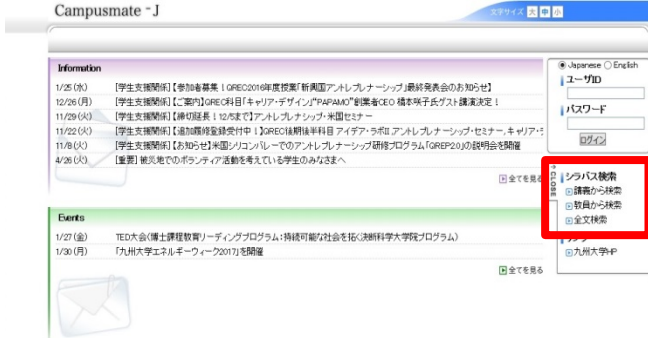 Campusmate-J
文字サイズ 大 中 小
Information
1/25(水) [学生支援関係]【参加者募集!QREC2016年度授業「新興国アントレプレナーシップ」最終発表会のお知らせ】
12/26(月) [学生支援関係]【ご案内】QREC科目「キャリア・デザイン」"PAPAMO"創業者CEO 橋本咲子氏ゲスト講演決定!
11/29(火) [学生支援関係]【締切延長!12/5まで】アントレプレナーシップ・米国セミナー
11/22(火) [学生支援関係]【追加履修登録受付中!】QREC後期後半科目 アイデア・ラボII アントレプレナーシップ・セミナー、キャリア・
11/8(火) [学生支援関係]【お知らせ】米国シリコンバレーでのアントレプレナーシップ研修プログラム「QREP2.0」の説明会を開催
4/26(火) [重要]被災地でのボランティア活動を考えている学生のみなさまへ
全てを見る
Events
1/27(金) TED大会(博士課程教育リーディングプログラム:持続可能な社会を拓く決断科学大学院プログラム)
1/30(月) 「九州大学エネルギーウィーク2017」を開催
全てを見る
Japanese English
ユーザID
パスワード
ログイン
CLOSE
シラバス検索
講義から検索
教員から検索
全文検索
リンク
九州大学HP